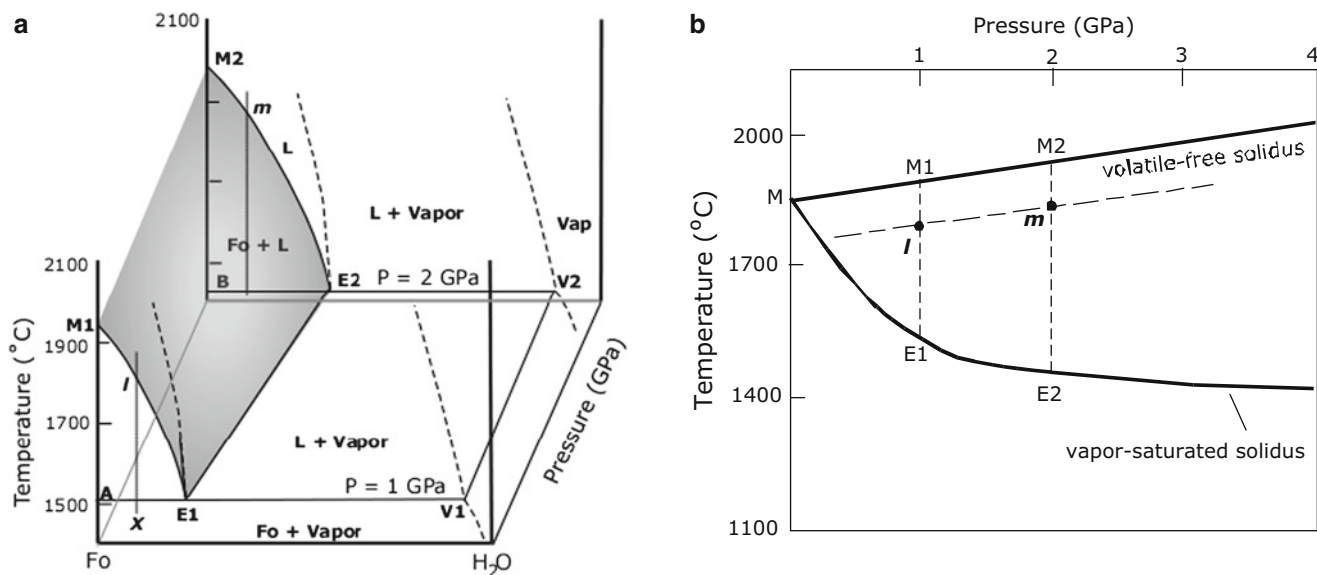 a
2100
M2
m
L
L + Vapor
Vap
Fo + L
B
E2
P = 2 GPa
V2
2100
M1
1900
l
1700
L + Vapor
A
P = 1 GPa
1500
X
E1
V1
Fo + Vapor
Fo
H2O
Temperature (°C)
Pressure (GPa)
b
Pressure (GPa)
1
2
3
4
2000
M1
M2
volatile-free solidus
M
l
m
1700
E1
E2
1400
vapor-saturated solidus
1100
Temperature (°C)